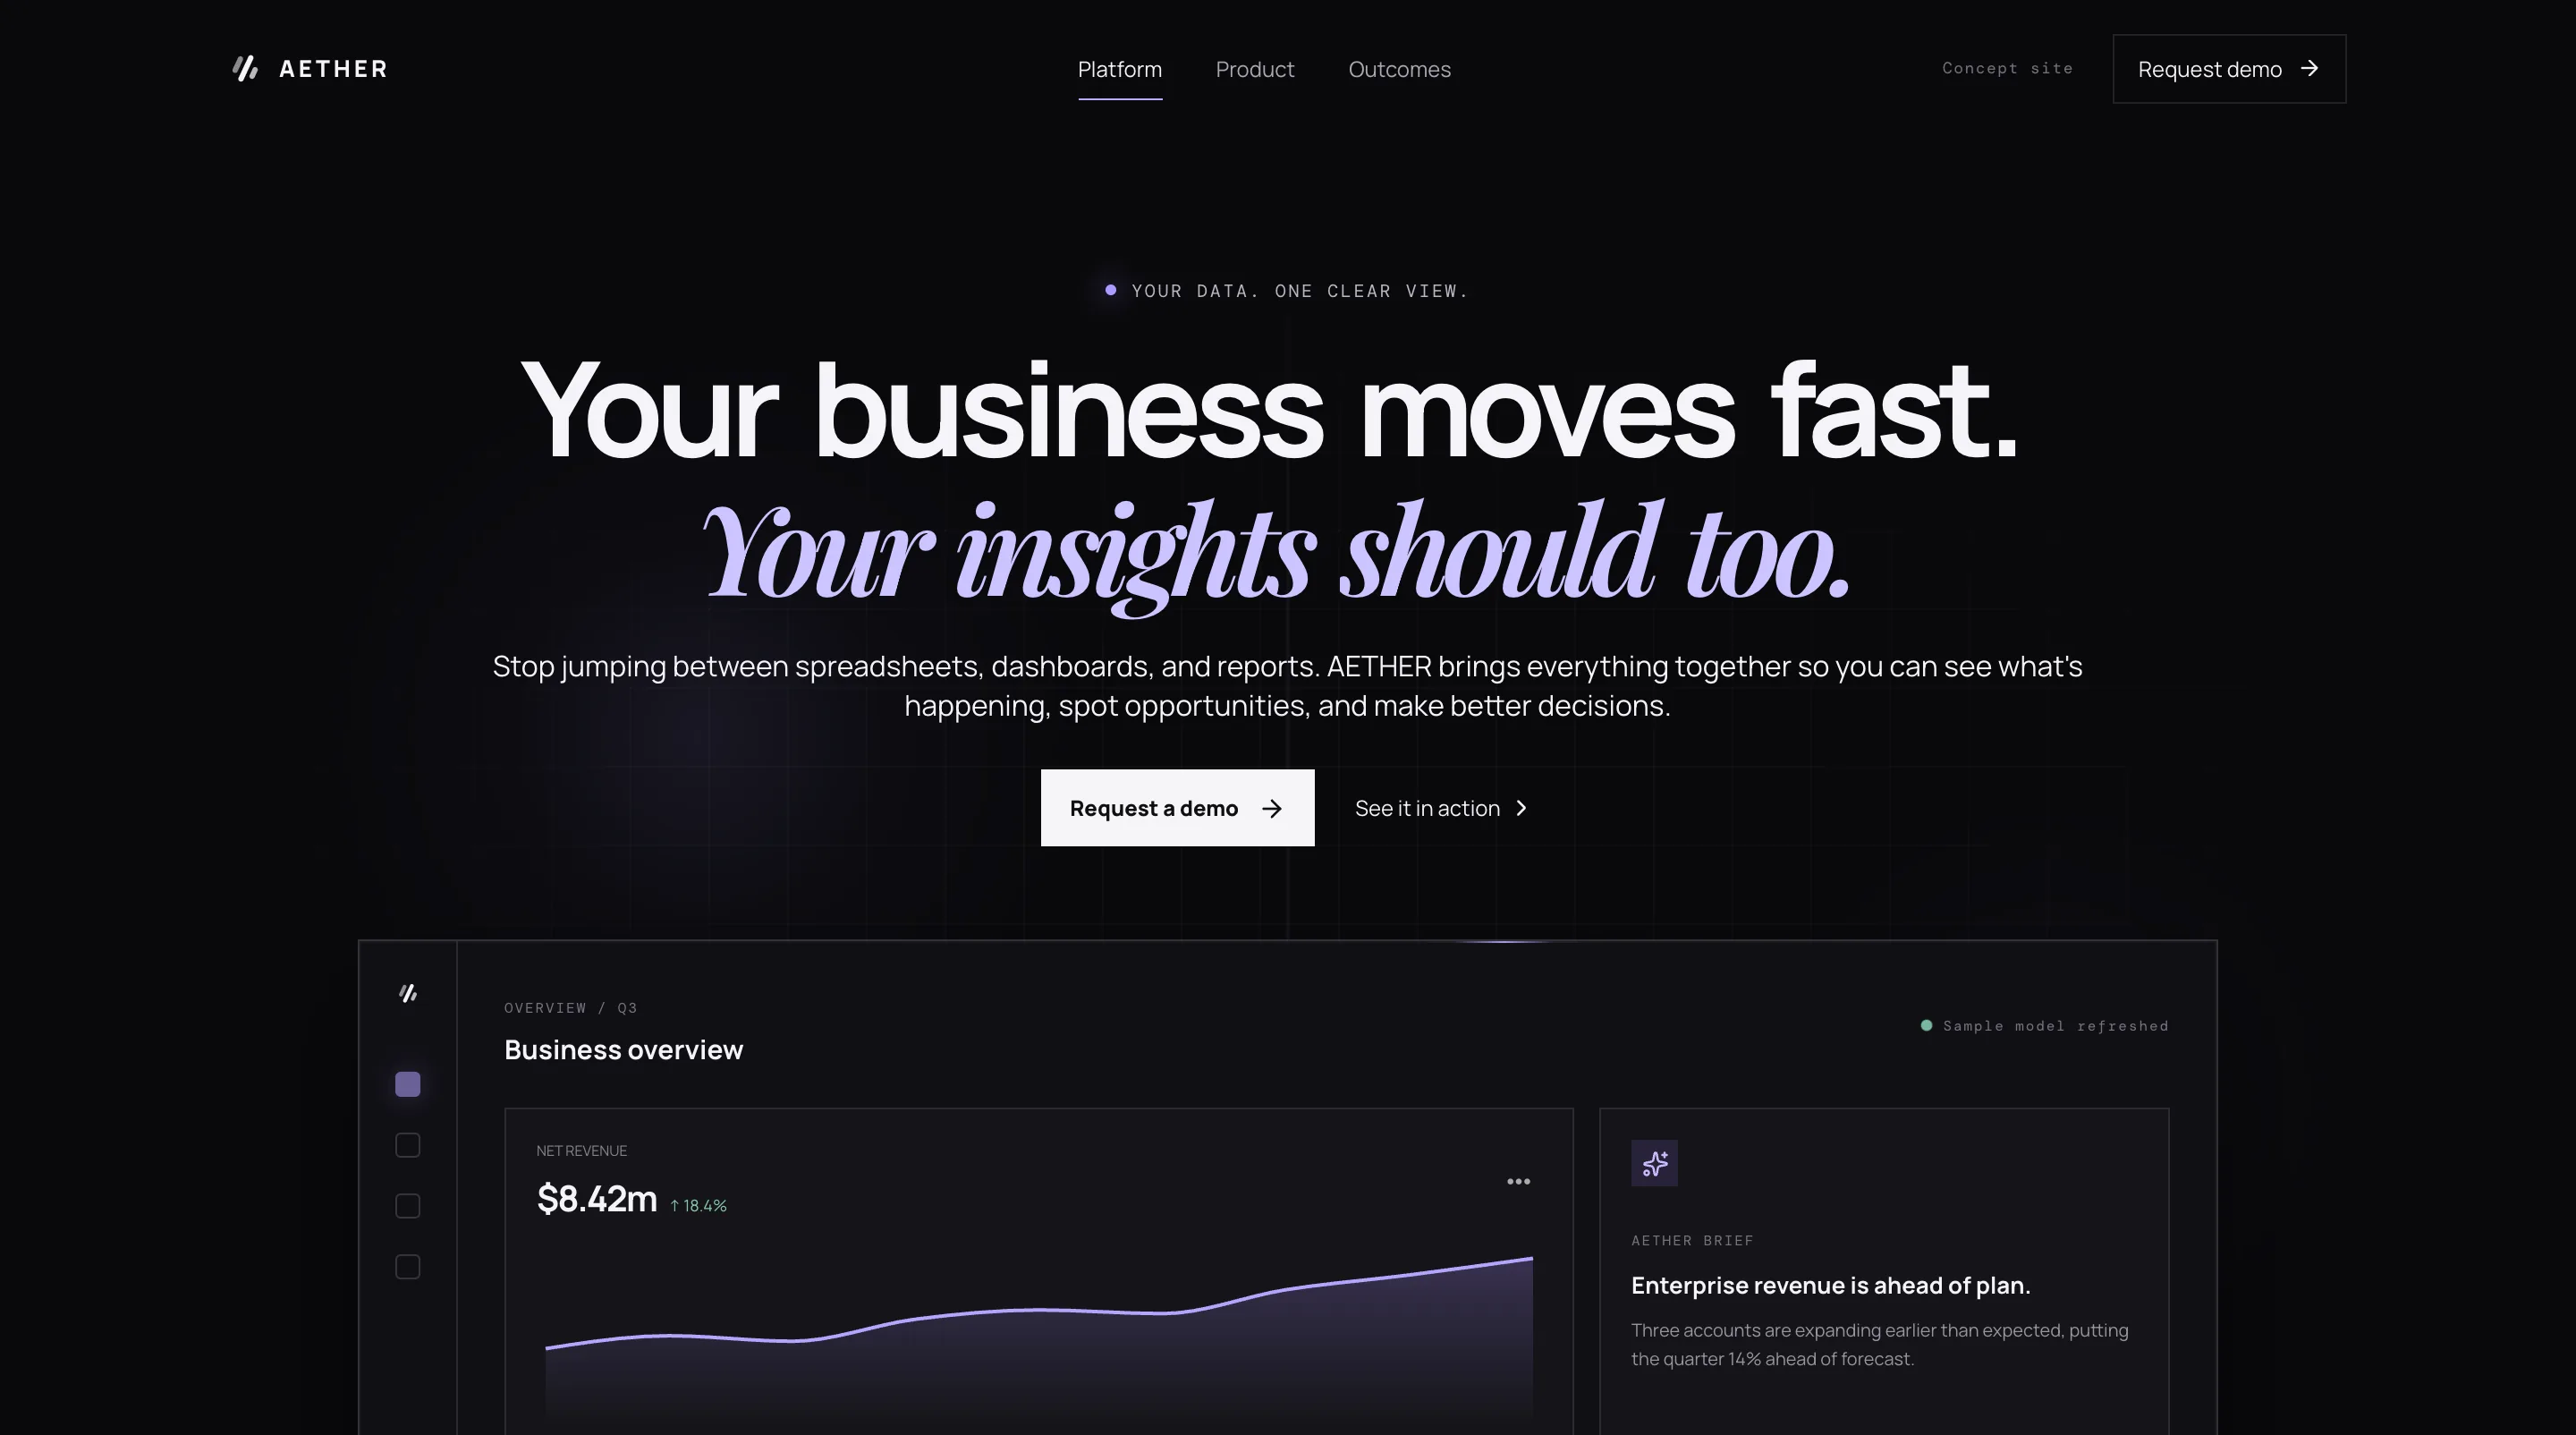 AETHER
Platform
Product
Outcomes
Concept site
Request demo
YOUR DATA. ONE CLEAR VIEW.
Your business moves fast.
Your insights should too.
Stop jumping between spreadsheets, dashboards, and reports. AETHER brings everything together so you can see what's
happening, spot opportunities, and make better decisions.
Request a demo
See it in action
OVERVIEW / Q3
Business overview
Sample model refreshed
NET REVENUE
$8.42m ↑ 18.4%
AETHER BRIEF
Enterprise revenue is ahead of plan.
Three accounts are expanding earlier than expected, putting
the quarter 14% ahead of forecast.